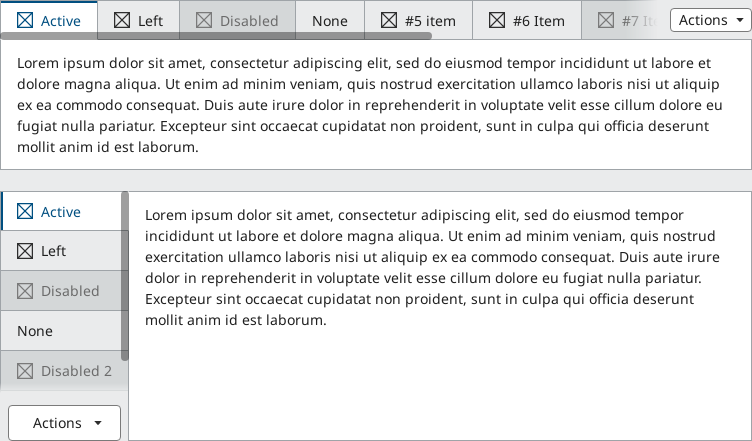 Active Left Disabled None #5 item #6 Item #7 Actions
Lorem ipsum dolor sit amet, consectetur adipiscing elit, sed do eiusmod tempor incididunt ut labore et
dolore magna aliqua. Ut enim ad minim veniam, quis nostrud exercitation ullamco laboris nisi ut aliquip
ex ea commodo consequat. Duis aute irure dolor in reprehenderit in voluptate velit esse cillum dolore eu
fugiat nulla pariatur. Excepteur sint occaecat cupidatat non proident, sunt in culpa qui officia deserunt
mollit anim id est laborum.
Active
Left
Disabled
None
Disabled 2
Actions
Lorem ipsum dolor sit amet, consectetur adipiscing elit, sed do eiusmod tempor
incididunt ut labore et dolore magna aliqua. Ut enim ad minim veniam, quis nostrud
exercitation ullamco laboris nisi ut aliquip ex ea commodo consequat. Duis aute irure
dolor in reprehenderit in voluptate velit esse cillum dolore eu fugiat nulla pariatur.
Excepteur sint occaecat cupidatat non proident, sunt in culpa qui officia deserunt
mollit anim id est laborum.